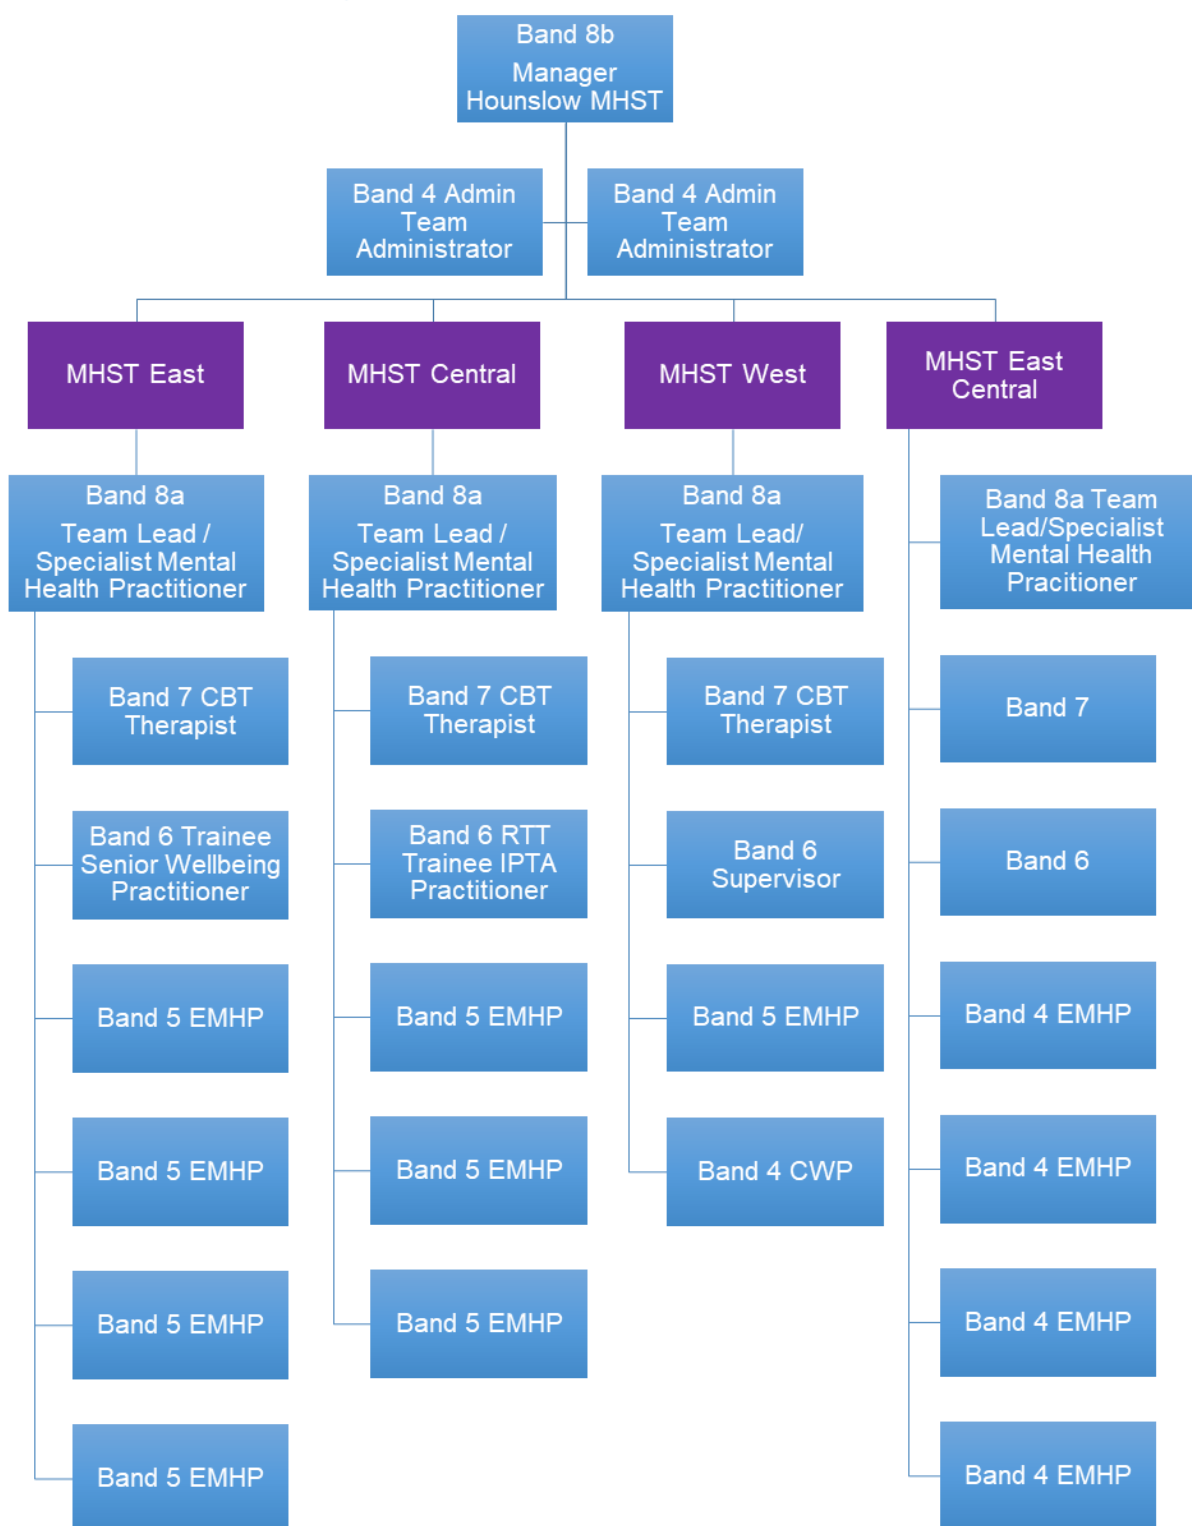 Band 8b
Manager
Hounslow MHST
Band 4 Admin
Team
Administrator
Band 4 Admin
Team
Administrator
MHST East
MHST Central
MHST West
MHST East
Central
Band 8a
Team Lead /
Specialist Mental
Health Practitioner
Band 8a
Team Lead /
Specialist Mental
Health Practitioner
Band 8a
Team Lead/
Specialist Mental
Health Practitioner
Band 8a Team
Lead/Specialist
Mental Health
Pracitioner
Band 7 CBT
Therapist
Band 7 CBT
Therapist
Band 7 CBT
Therapist
Band 7
Band 6 Trainee
Senior Wellbeing
Practitioner
Band 6 RTT
Trainee IPTA
Practitioner
Band 6
Supervisor
Band 6
Band 5 EMHP
Band 5 EMHP
Band 5 EMHP
Band 4 EMHP
Band 5 EMHP
Band 5 EMHP
Band 4 CWP
Band 4 EMHP
Band 5 EMHP
Band 5 EMHP
Band 4 EMHP
Band 5 EMHP
Band 4 EMHP